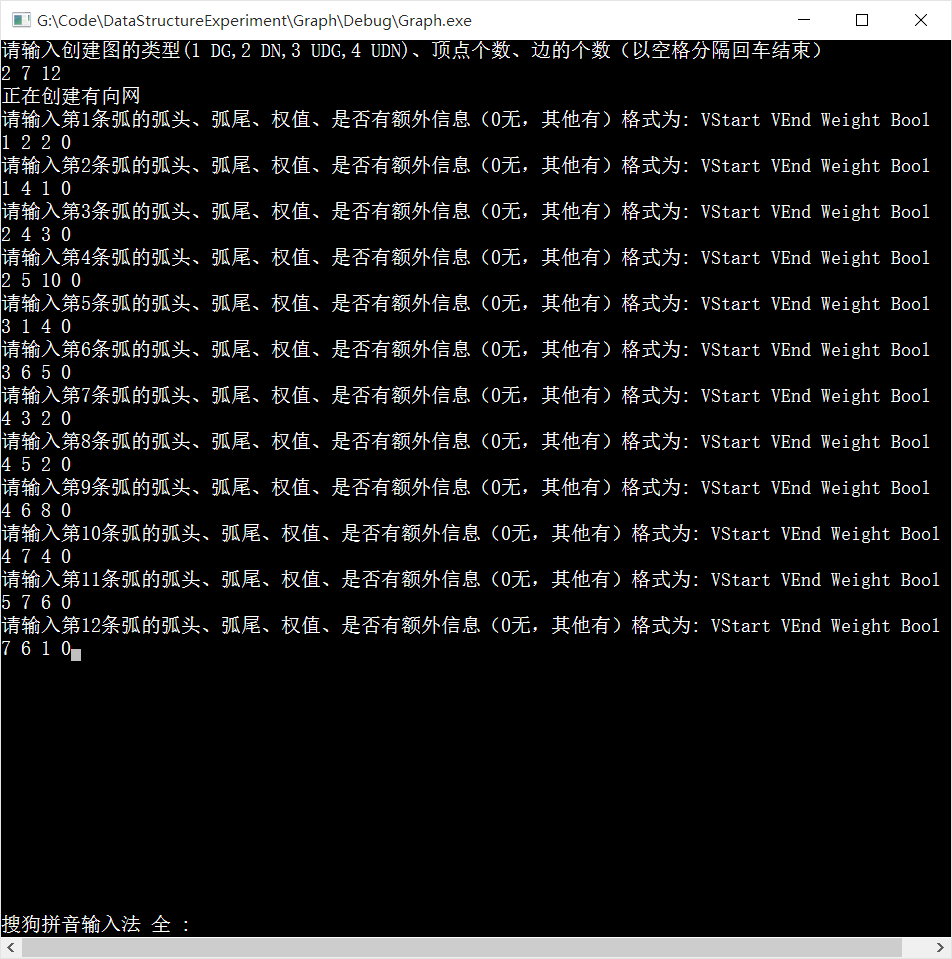 G:\Code\DataStructureExperiment\Graph\Debug\Graph.exe
请输入创建图的类型(1 DG,2 DN,3 UDG,4 UDN)、顶点个数、边的个数（以空格分隔回车结束）
2 7 12
正在创建有向网
请输入第1条弧的弧头、弧尾、权值、是否有额外信息（0无，其他有）格式为: VStart VEnd Weight Bool
1 2 2 0
请输入第2条弧的弧头、弧尾、权值、是否有额外信息（0无，其他有）格式为: VStart VEnd Weight Bool
1 4 1 0
请输入第3条弧的弧头、弧尾、权值、是否有额外信息（0无，其他有）格式为: VStart VEnd Weight Bool
2 4 3 0
请输入第4条弧的弧头、弧尾、权值、是否有额外信息（0无，其他有）格式为: VStart VEnd Weight Bool
2 5 10 0
请输入第5条弧的弧头、弧尾、权值、是否有额外信息（0无，其他有）格式为: VStart VEnd Weight Bool
3 1 4 0
请输入第6条弧的弧头、弧尾、权值、是否有额外信息（0无，其他有）格式为: VStart VEnd Weight Bool
3 6 5 0
请输入第7条弧的弧头、弧尾、权值、是否有额外信息（0无，其他有）格式为: VStart VEnd Weight Bool
4 3 2 0
请输入第8条弧的弧头、弧尾、权值、是否有额外信息（0无，其他有）格式为: VStart VEnd Weight Bool
4 5 2 0
请输入第9条弧的弧头、弧尾、权值、是否有额外信息（0无，其他有）格式为: VStart VEnd Weight Bool
4 6 8 0
请输入第10条弧的弧头、弧尾、权值、是否有额外信息（0无，其他有）格式为: VStart VEnd Weight Bool
4 7 4 0
请输入第11条弧的弧头、弧尾、权值、是否有额外信息（0无，其他有）格式为: VStart VEnd Weight Bool
5 7 6 0
请输入第12条弧的弧头、弧尾、权值、是否有额外信息（0无，其他有）格式为: VStart VEnd Weight Bool
7 6 1 0
搜狗拼音输入法 全 :